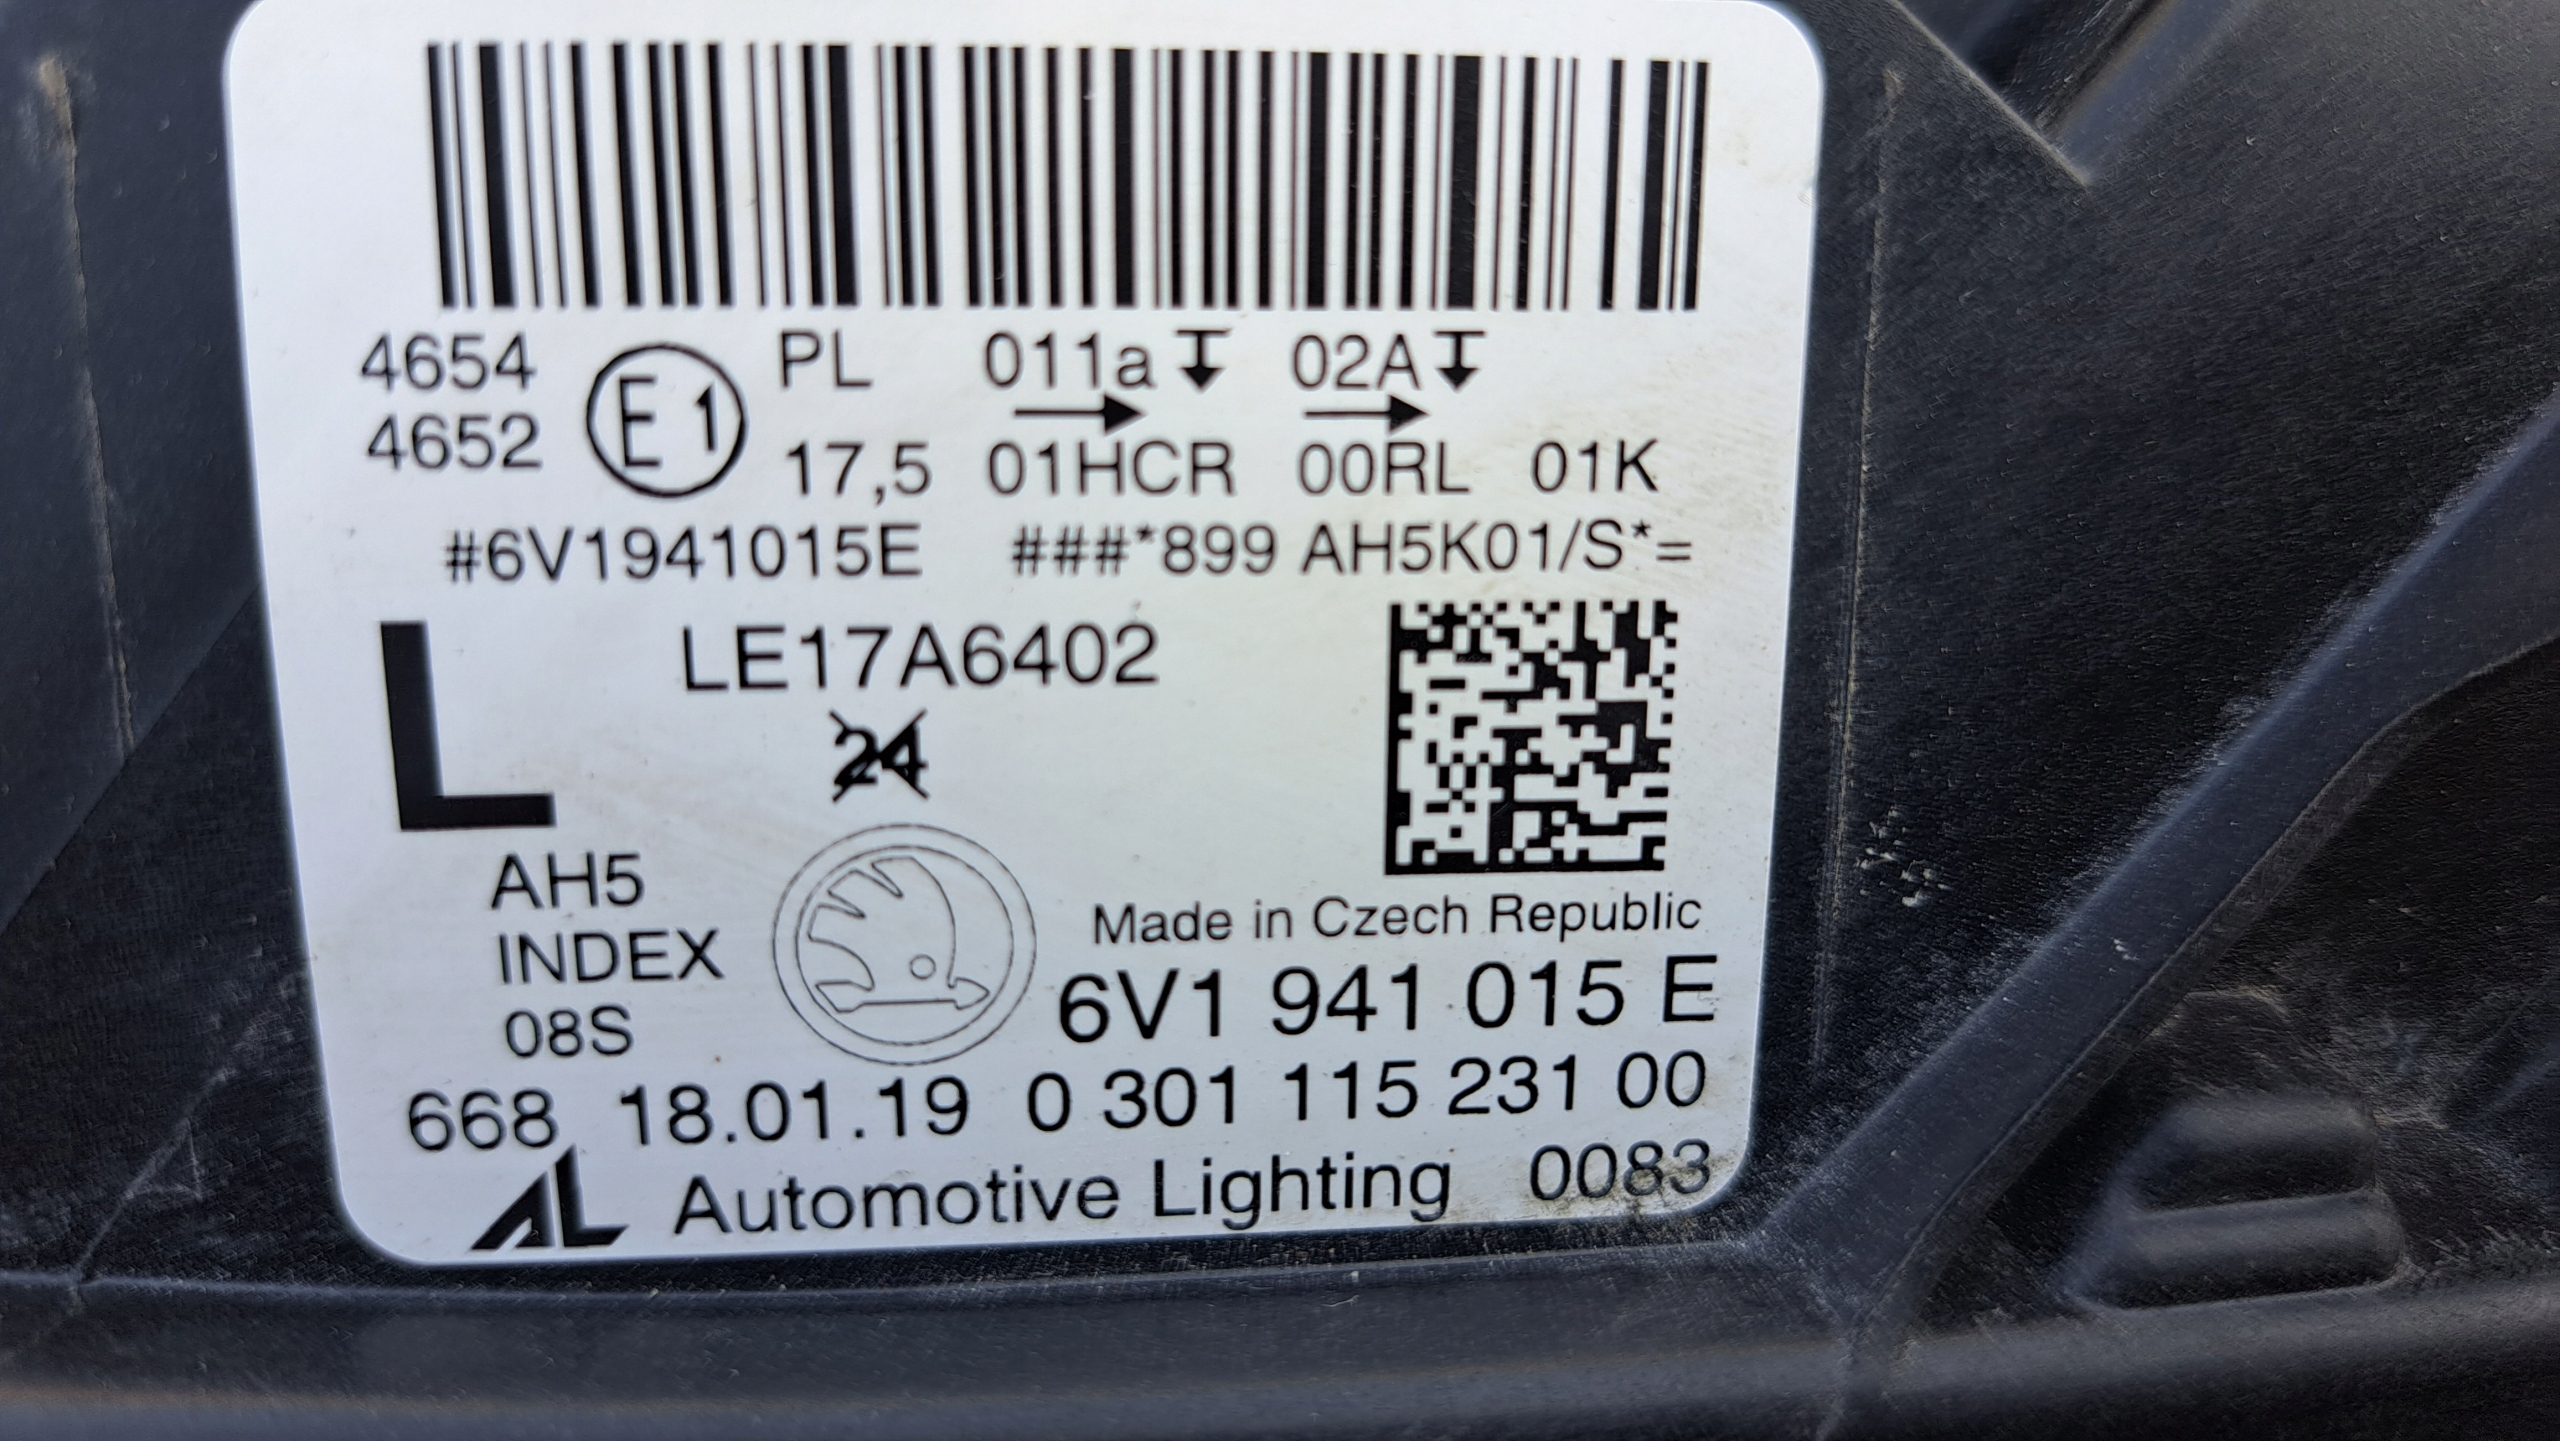 4654 E1 PL 011a 02A
4652 17,5 01HCR 00RL 01K
#6V1941015E ###*899 AH5K01/S*=
L LE17A6402
24
AH5
INDEX
08S
Made in Czech Republic
6V1 941 015 E
668 18.01.19 0 301 115 231 00
AL Automotive Lighting 0083